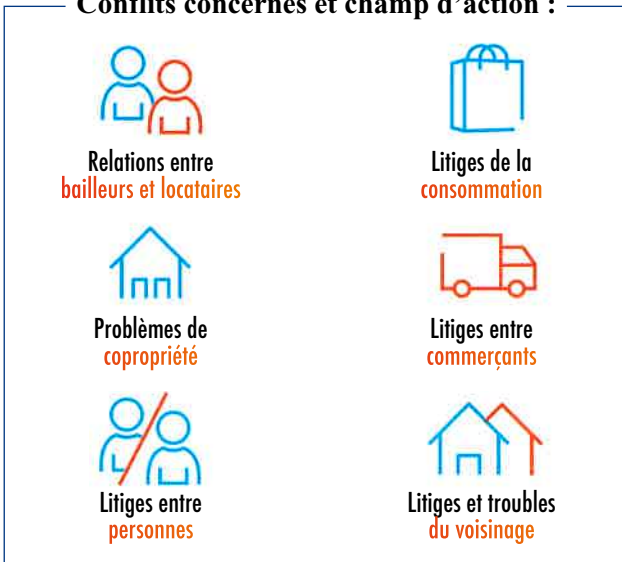 Conflits concernés et champ d'action :
Relations entre
bailleurs et locataires
Litiges de la
consommation
Problèmes de
copropriété
Litiges entre
commerçants
Litiges entre
personnes
Litiges et troubles
du voisinage